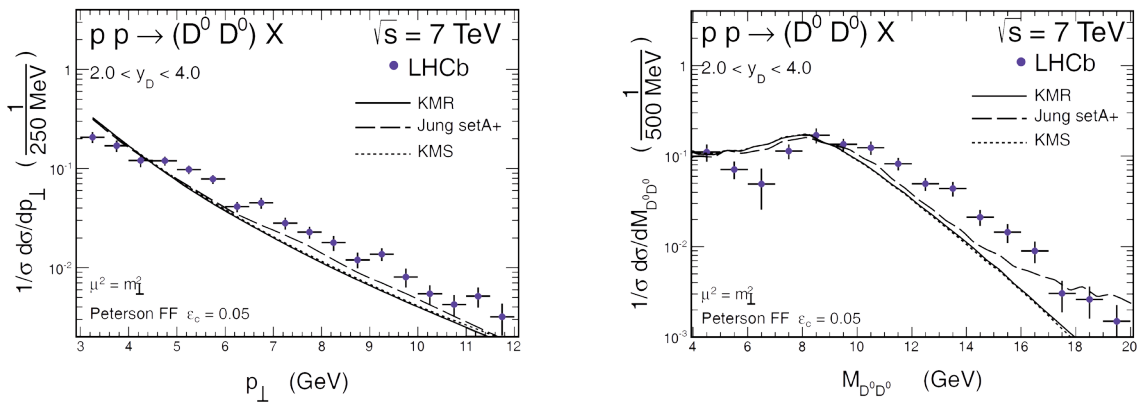 p p → (D⁰ D⁰) X √s = 7 TeV
2.0 < y_D < 4.0
LHCb
KMR
Jung setA+
KMS
1/σ dσ/dp⊥ ( 1/250 MeV )
1
10⁻¹
10⁻²
μ² = m²⊥
Peterson FF ε_c = 0.05
3 4 5 6 7 8 9 10 11 12
p⊥ (GeV)
p p → (D⁰ D⁰) X √s = 7 TeV
2.0 < y_D < 4.0
LHCb
KMR
Jung setA+
KMS
1/σ dσ/dM_D⁰D⁰ ( 1/500 MeV )
1
10⁻¹
10⁻²
10⁻³
μ² = m²⊥
Peterson FF ε_c = 0.05
4 6 8 10 12 14 16 18 20
M_D⁰D⁰ (GeV)